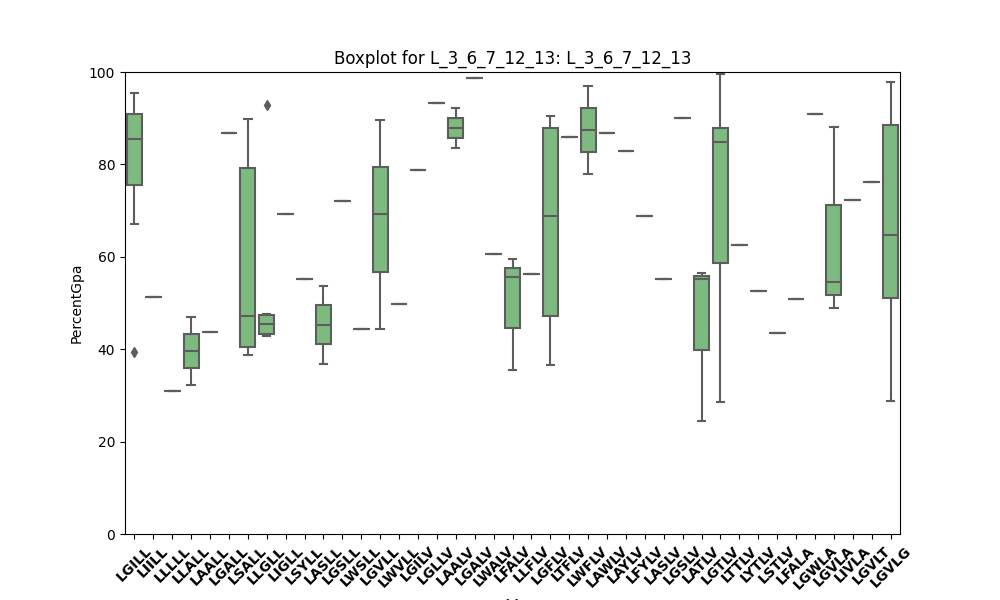 Boxplot for L_3_6_7_12_13: L_3_6_7_12_13
PercentGpa
100
80
60
40
20
0
LGILL
LIILL
LLLLL
LLALL
LAALL
LGALL
LSALL
LLGLL
LIGLL
LSYLL
LASLL
LGSLL
LWSLL
LGVLL
LWVLL
LGILV
LGLLV
LAALV
LGALV
LWALV
LFALV
LLFLV
LGFLV
LTFLV
LWFLV
LAWLV
LAYLV
LFYLV
LASLV
LGSLV
LATLV
LGTLV
LTTLV
LYTLV
LSTLV
LFALA
LGWLA
LGVLA
LIVLA
LGVLT
LGVLG